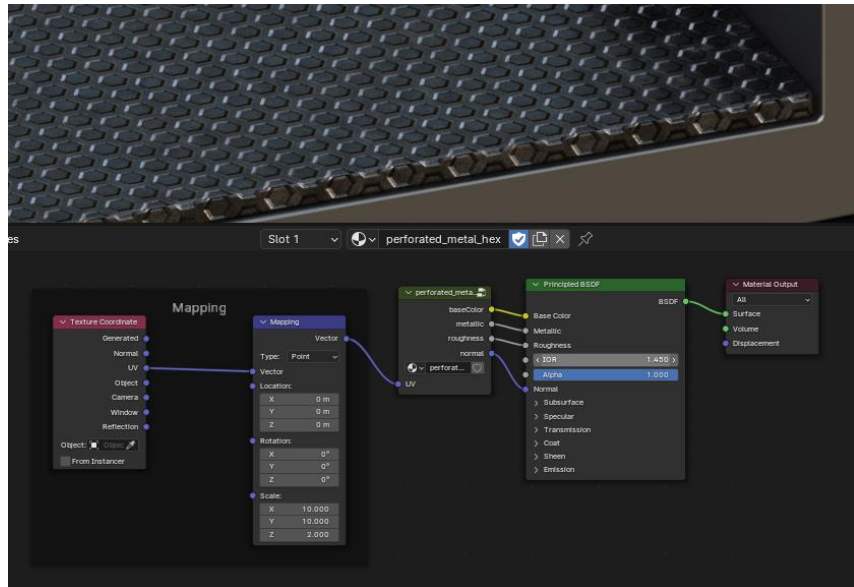 es
Slot 1
perforated_metal_hex
Mapping
Texture Coordinate
Generated
Normal
UV
Object
Camera
Window
Reflection
Object:
From Instancer
Mapping
Vector
Type: Point
Vector
Location:
X 0 m
Y 0 m
Z 0 m
Rotation:
X 0°
Y 0°
Z 0°
Scale:
X 10.000
Y 10.000
Z 2.000
perforated_meta...
baseColor
metallic
roughness
normal
perforat...
UV
Principled BSDF
BSDF
Base Color
Metallic
Roughness
IOR 1.450
Alpha 1.000
Normal
Subsurface
Specular
Transmission
Coat
Sheen
Emission
Material Output
All
Surface
Volume
Displacement